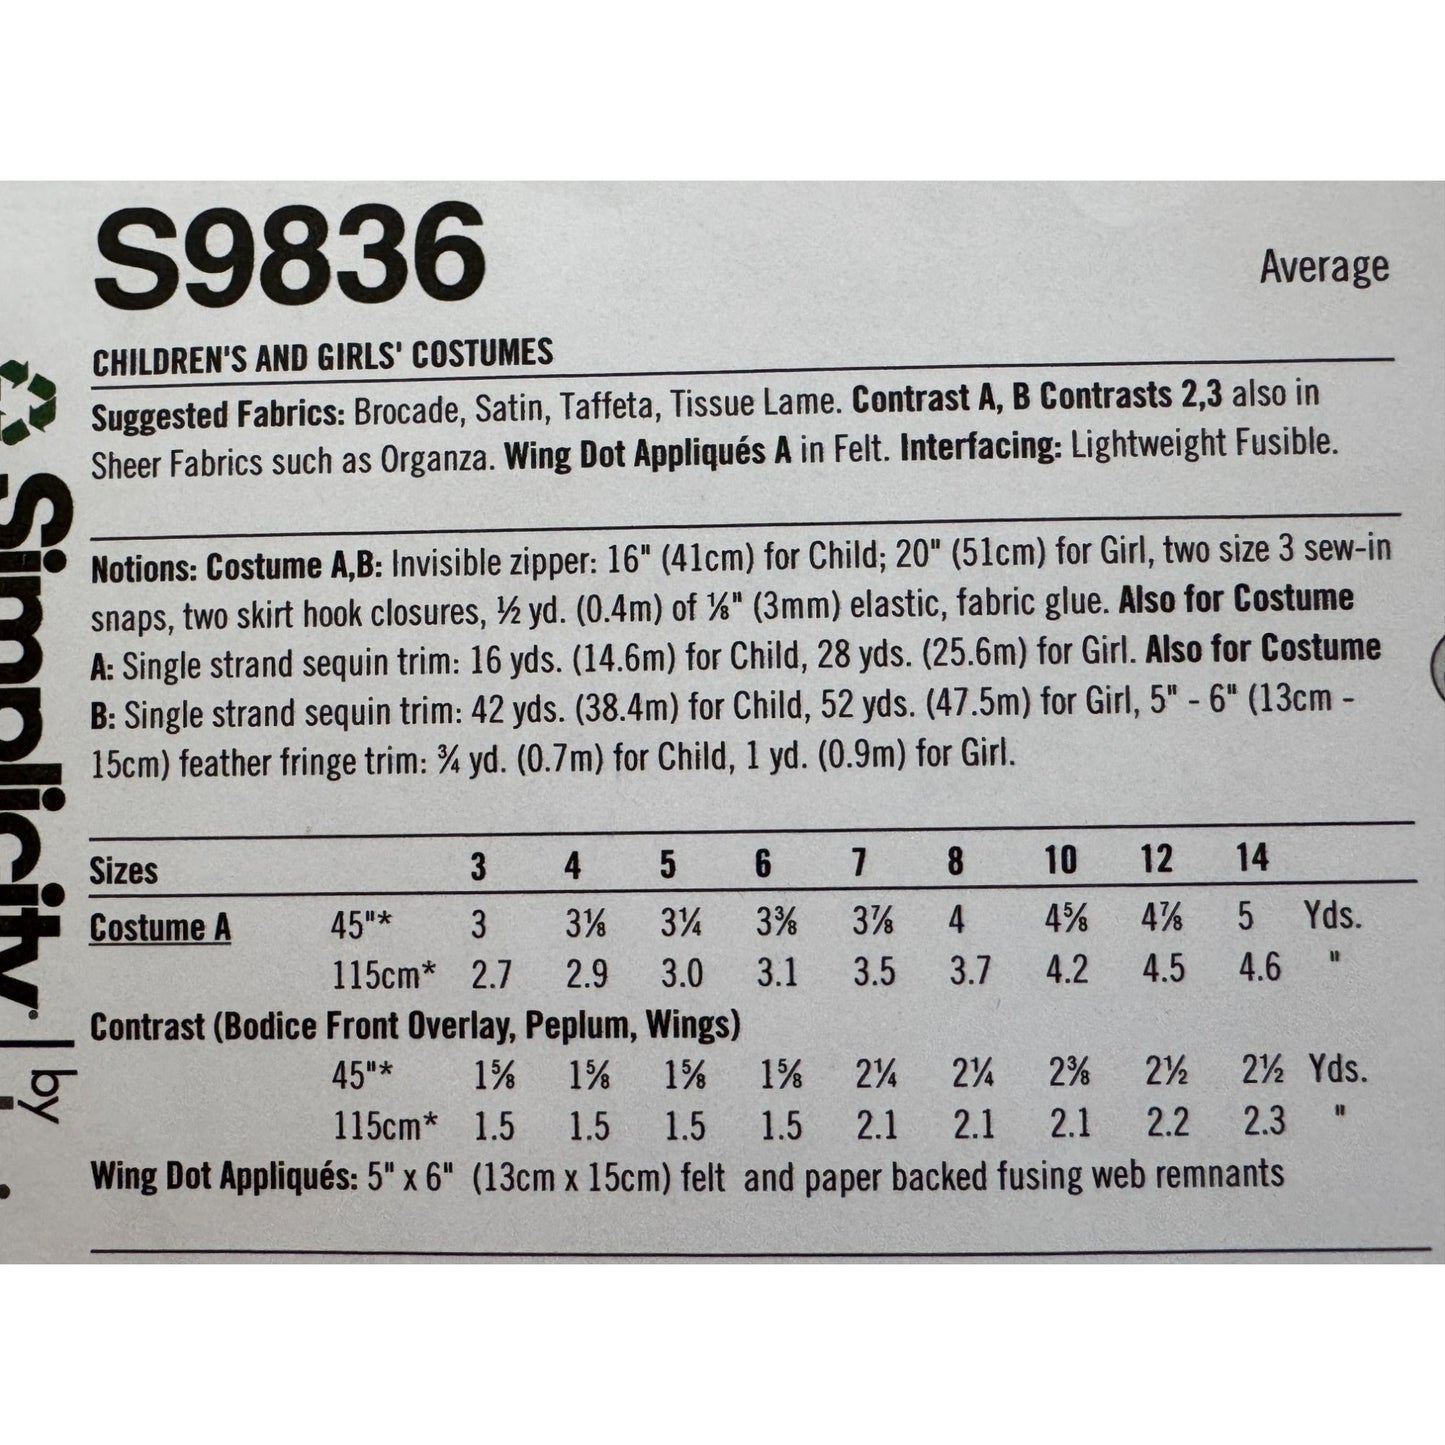 S9836
Average
CHILDREN'S AND GIRLS' COSTUMES
Suggested Fabrics: Brocade, Satin, Taffeta, Tissue Lame. Contrast A, B Contrasts 2,3 also in
Sheer Fabrics such as Organza. Wing Dot Appliqués A in Felt. Interfacing: Lightweight Fusible.
Notions: Costume A,B: Invisible zipper: 16" (41cm) for Child; 20" (51cm) for Girl, two size 3 sew-in
snaps, two skirt hook closures, ½ yd. (0.4m) of ⅛" (3mm) elastic, fabric glue. Also for Costume
A: Single strand sequin trim: 16 yds. (14.6m) for Child, 28 yds. (25.6m) for Girl. Also for Costume
B: Single strand sequin trim: 42 yds. (38.4m) for Child, 52 yds. (47.5m) for Girl, 5" - 6" (13cm -
15cm) feather fringe trim: ¾ yd. (0.7m) for Child, 1 yd. (0.9m) for Girl.
Sizes 3 4 5 6 7 8 10 12 14
Costume A 45"* 3 3⅛ 3¼ 3⅜ 3⅞ 4 4⅝ 4⅞ 5 Yds.
115cm* 2.7 2.9 3.0 3.1 3.5 3.7 4.2 4.5 4.6 "
Contrast (Bodice Front Overlay, Peplum, Wings)
45"* 1⅝ 1⅝ 1⅝ 1⅝ 2¼ 2¼ 2⅜ 2½ 2½ Yds.
115cm* 1.5 1.5 1.5 1.5 2.1 2.1 2.1 2.2 2.3 "
Wing Dot Appliqués: 5" x 6" (13cm x 15cm) felt and paper backed fusing web remnants
Simplicity | by